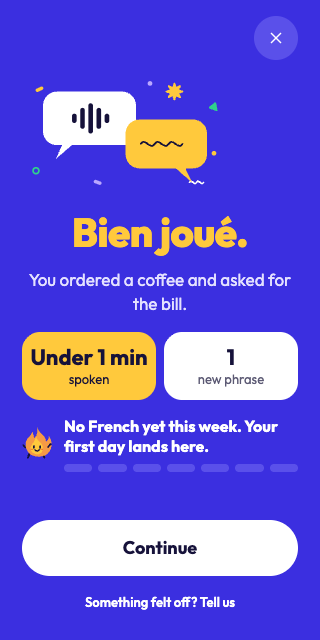 Bien joué.
You ordered a coffee and asked for
the bill.
Under 1 min
spoken
1
new phrase
No French yet this week. Your
first day lands here.
Continue
Something felt off? Tell us